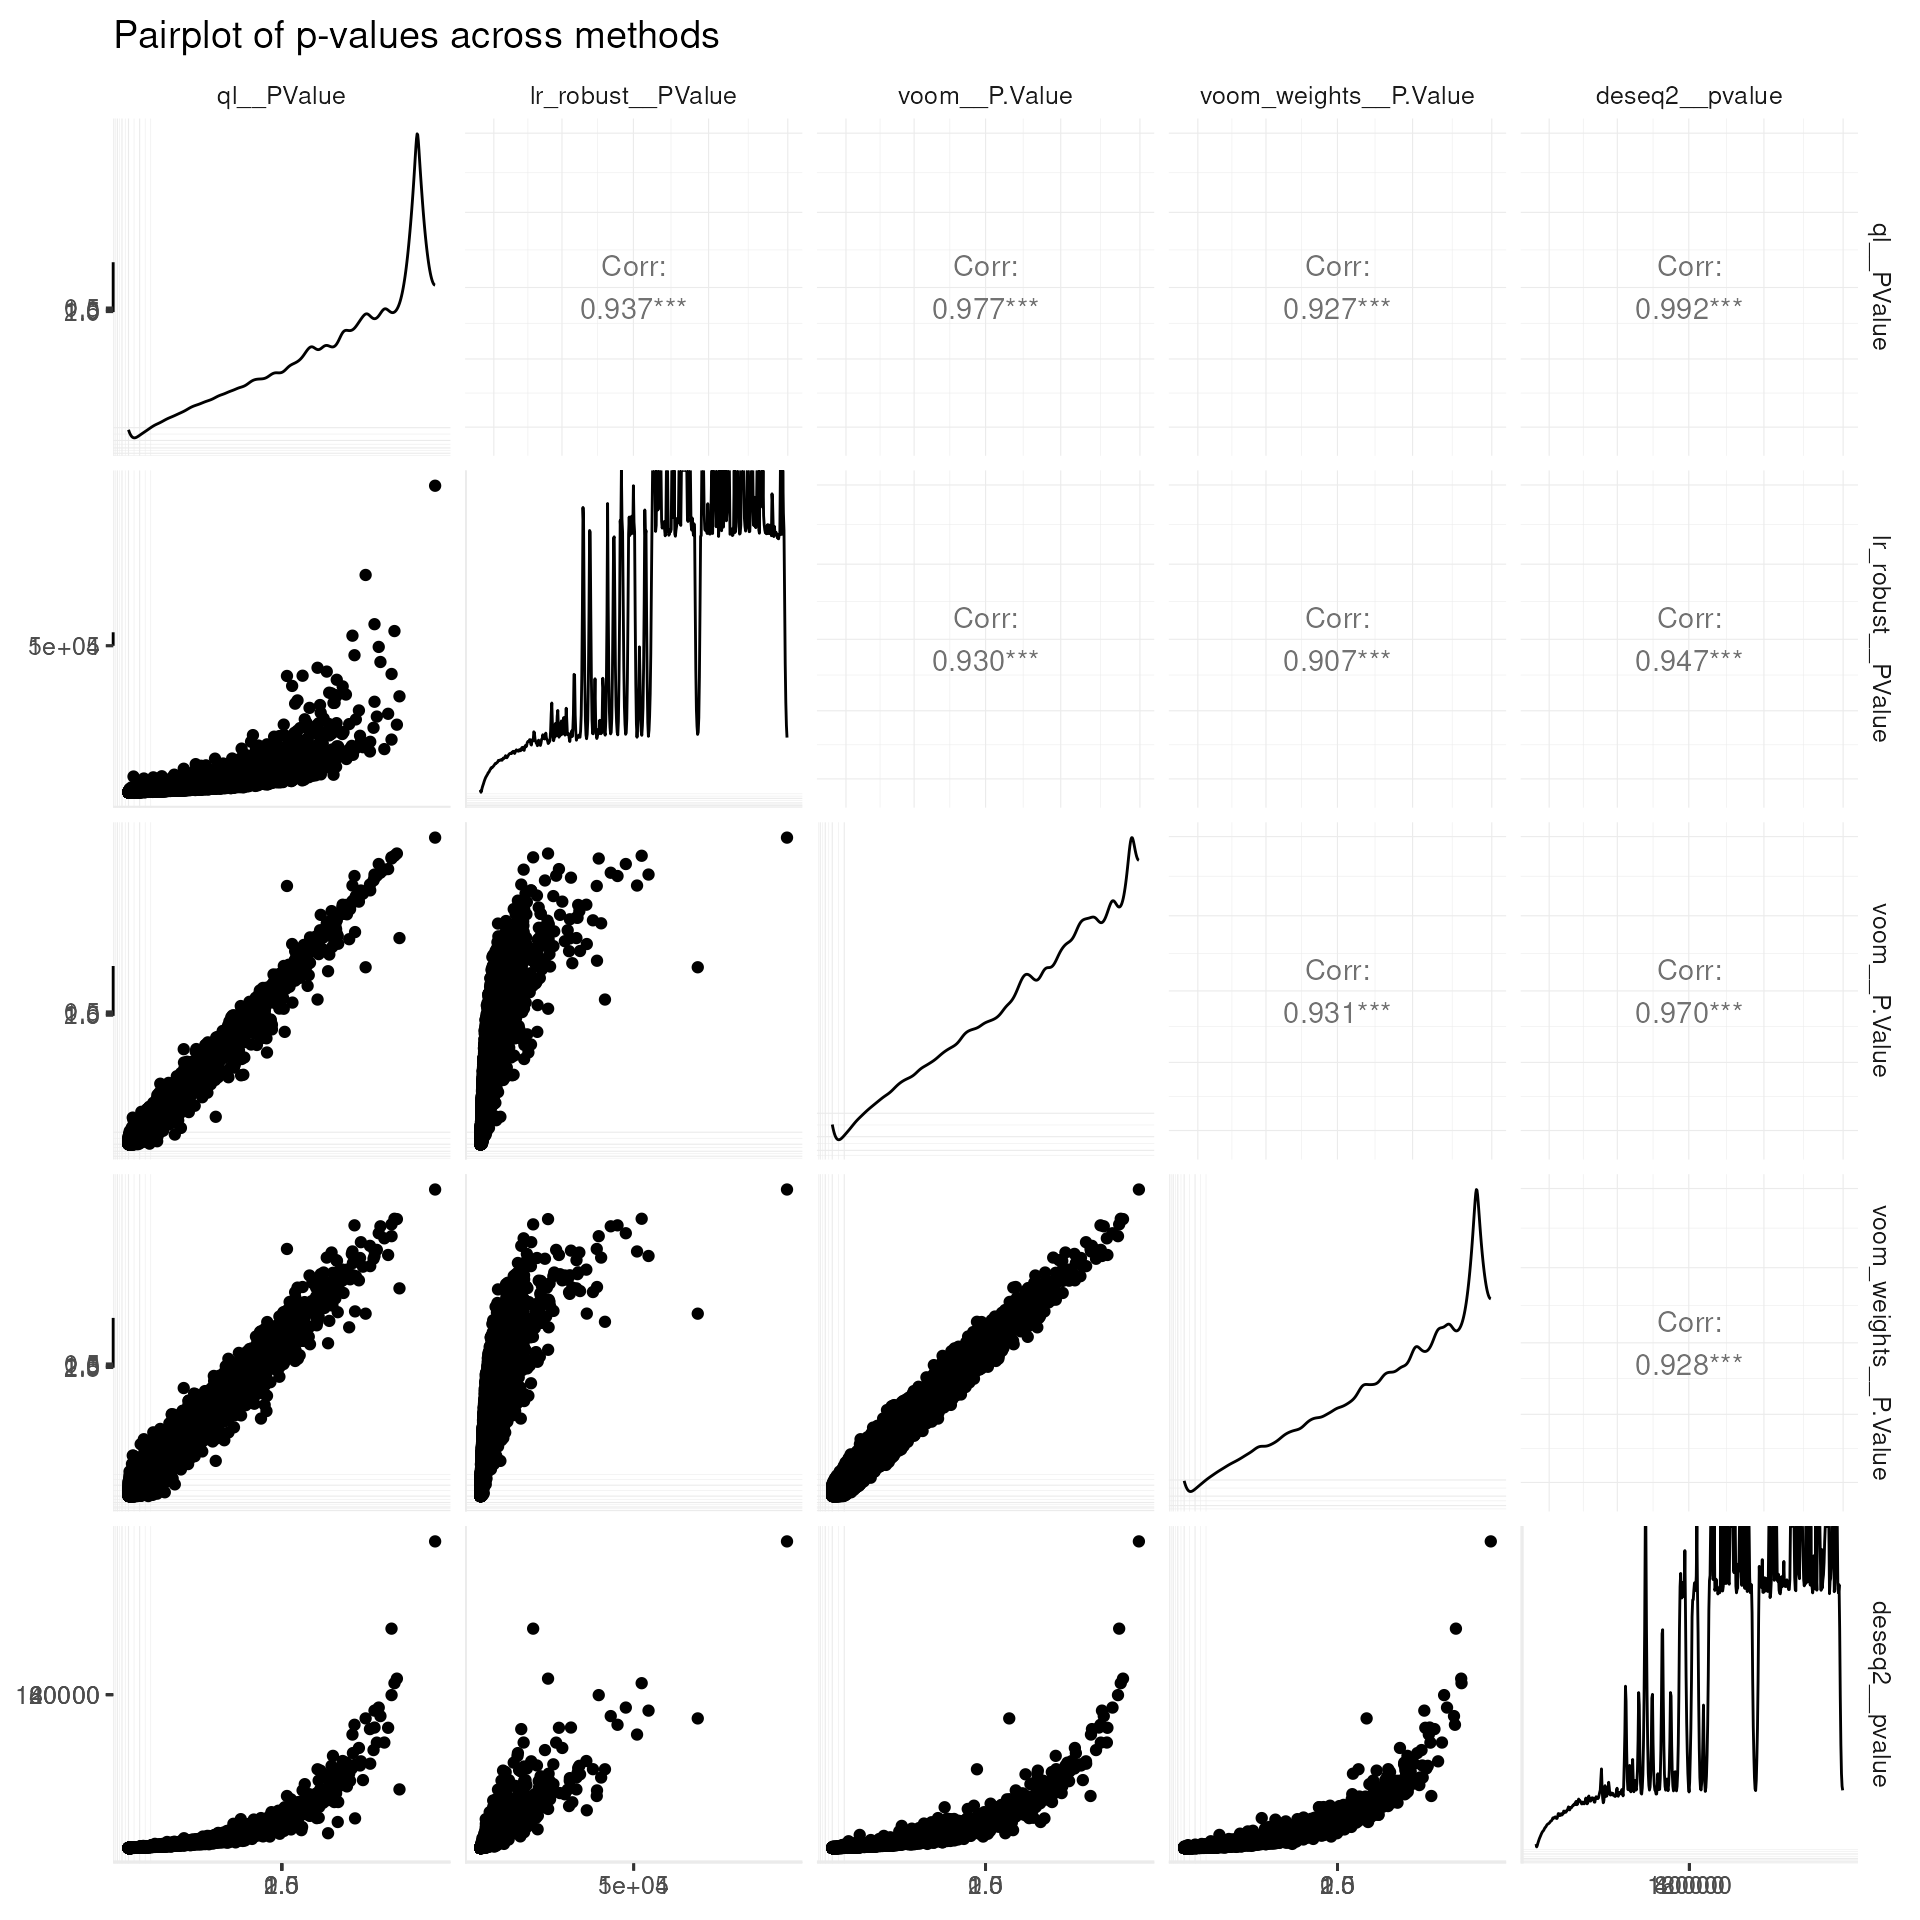 Pairplot of p-values across methods
ql__PValue lr_robust__PValue voom__P.Value voom_weights__P.Value deseq2__pvalue
Corr: Corr: Corr: Corr:
0.937*** 0.977*** 0.927*** 0.992***
ql__PValue
Corr: Corr: Corr:
0.930*** 0.907*** 0.947***
lr_robust__PValue
Corr: Corr:
0.931*** 0.970***
voom__P.Value
Corr:
0.928***
voom_weights__P.Value
deseq2__pvalue